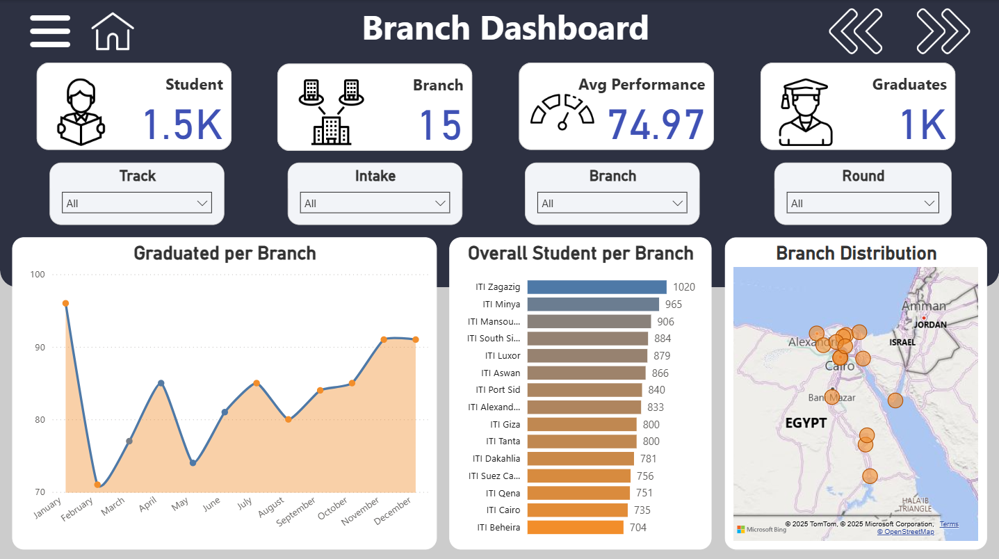 Branch Dashboard
Student
1.5K
Branch
15
Avg Performance
74.97
Graduates
1K
Track
All
Intake
All
Branch
All
Round
All
Graduated per Branch
100
90
80
70
January
February
March
April
May
June
July
August
September
October
November
December
Overall Student per Branch
ITI Zagazig 1020
ITI Minya 965
ITI Mansou... 906
ITI South Si... 884
ITI Luxor 879
ITI Aswan 866
ITI Port Sid 840
ITI Alexand... 833
ITI Giza 800
ITI Tanta 800
ITI Dakahlia 781
ITI Suez Ca... 756
ITI Qena 751
ITI Cairo 735
ITI Beheira 704
Branch Distribution
Amman
JORDAN
ISRAEL
Cairo
Bani Mazar
EGYPT
HALA'IB
TRIANGLE
© 2025 TomTom, © 2025 Microsoft Corporation, Terms
© OpenStreetMap
Microsoft Bing